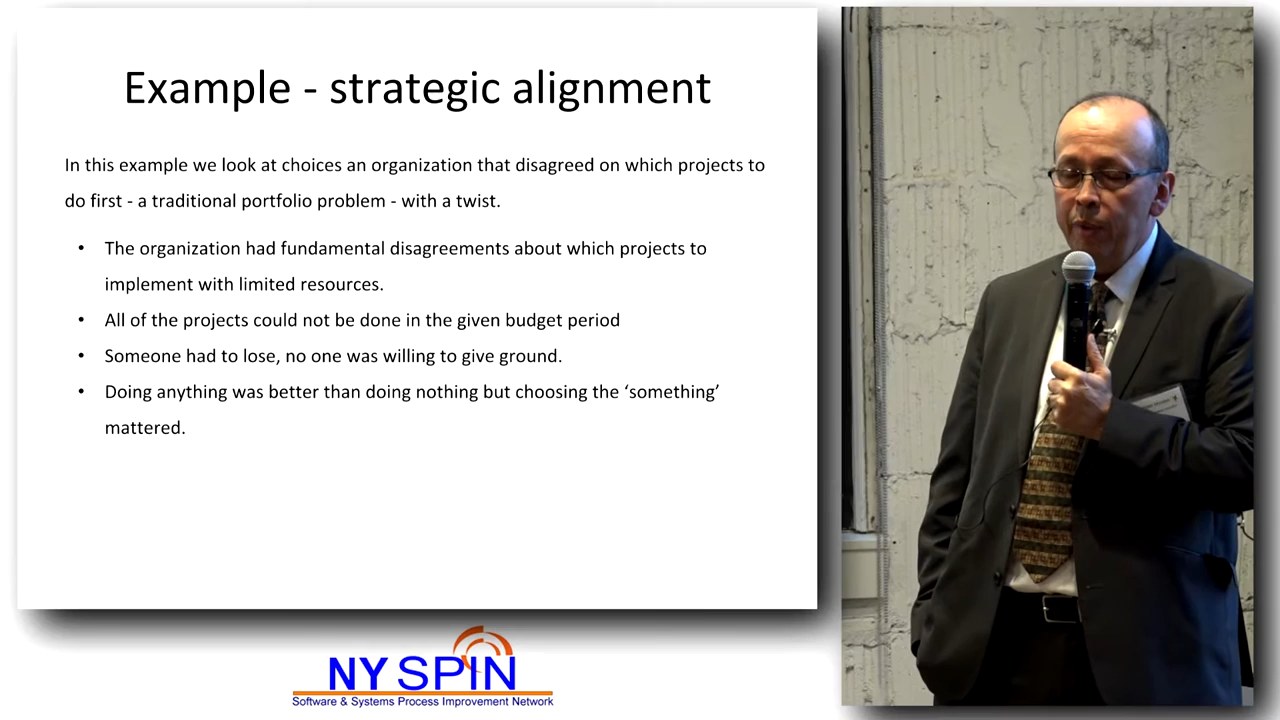 Example - strategic alignment
In this example we look at choices an organization that disagreed on which projects to
do first - a traditional portfolio problem - with a twist.
• The organization had fundamental disagreements about which projects to
implement with limited resources.
• All of the projects could not be done in the given budget period
• Someone had to lose, no one was willing to give ground.
• Doing anything was better than doing nothing but choosing the ‘something’
mattered.
NY SPIN
Software & Systems Process Improvement Network